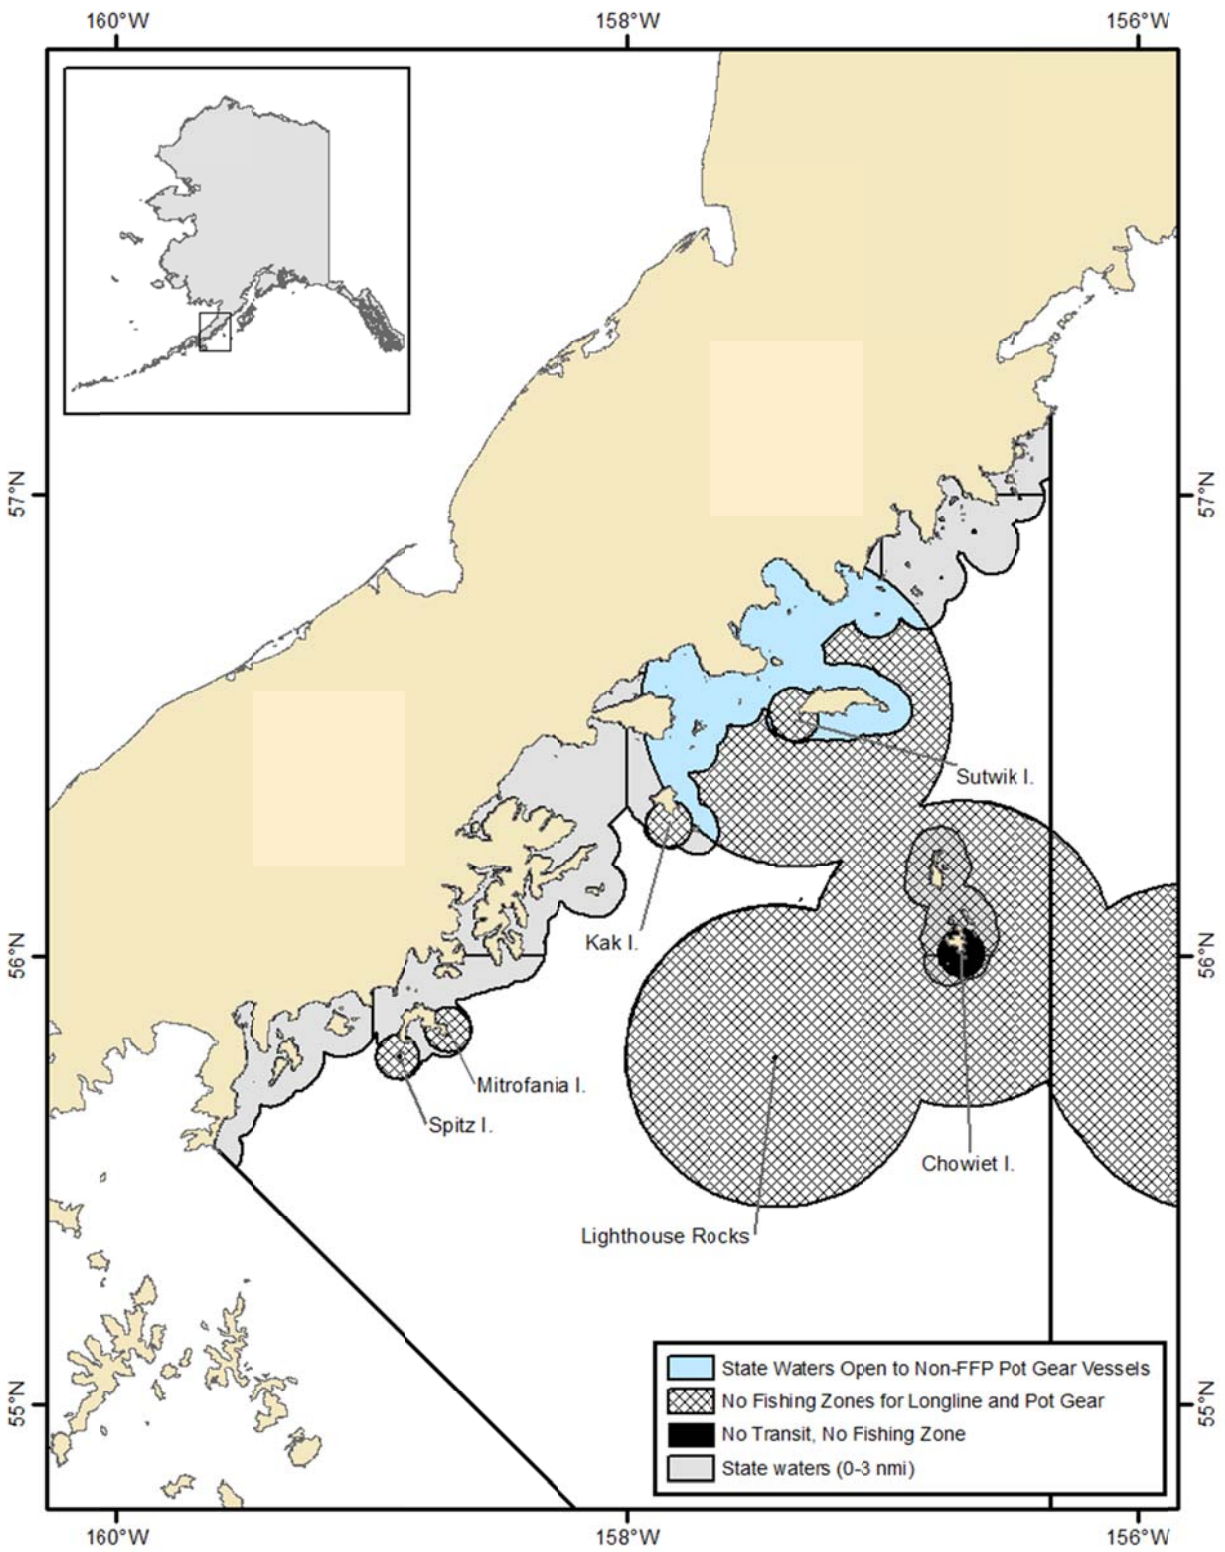 160°W 158°W 156°W
57°N 57°N
Sutwik I.
Kak I.
56°N 56°N
Mitrofania I.
Spitz I.
Chowiet I.
Lighthouse Rocks
State Waters Open to Non-FFP Pot Gear Vessels
No Fishing Zones for Longline and Pot Gear
No Transit, No Fishing Zone
State waters (0-3 nmi)
55°N 55°N
160°W 158°W 156°W